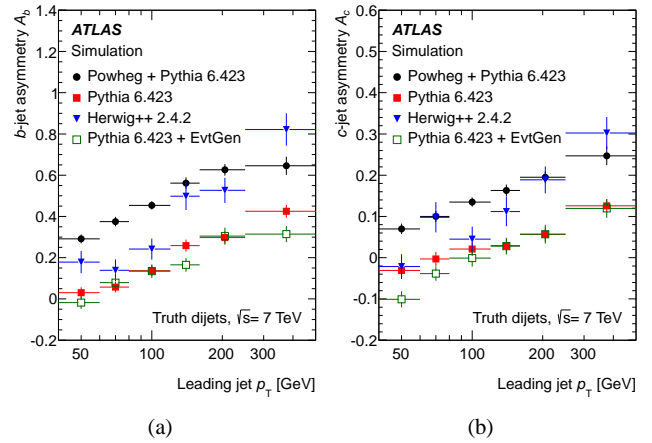 b-jet asymmetry A_b
1.4
1.2
1
0.8
0.6
0.4
0.2
0
-0.2
ATLAS
Simulation
Powheg + Pythia 6.423
Pythia 6.423
Herwig++ 2.4.2
Pythia 6.423 + EvtGen
Truth dijets, √s= 7 TeV
50
100
200
Leading jet p_T [GeV]
(a)
c-jet asymmetry A_c
0.6
0.5
0.4
0.3
0.2
0.1
0
-0.1
-0.2
ATLAS
Simulation
Powheg + Pythia 6.423
Pythia 6.423
Herwig++ 2.4.2
Pythia 6.423 + EvtGen
Truth dijets, √s= 7 TeV
50
100
200
Leading jet p_T [GeV]
(b)